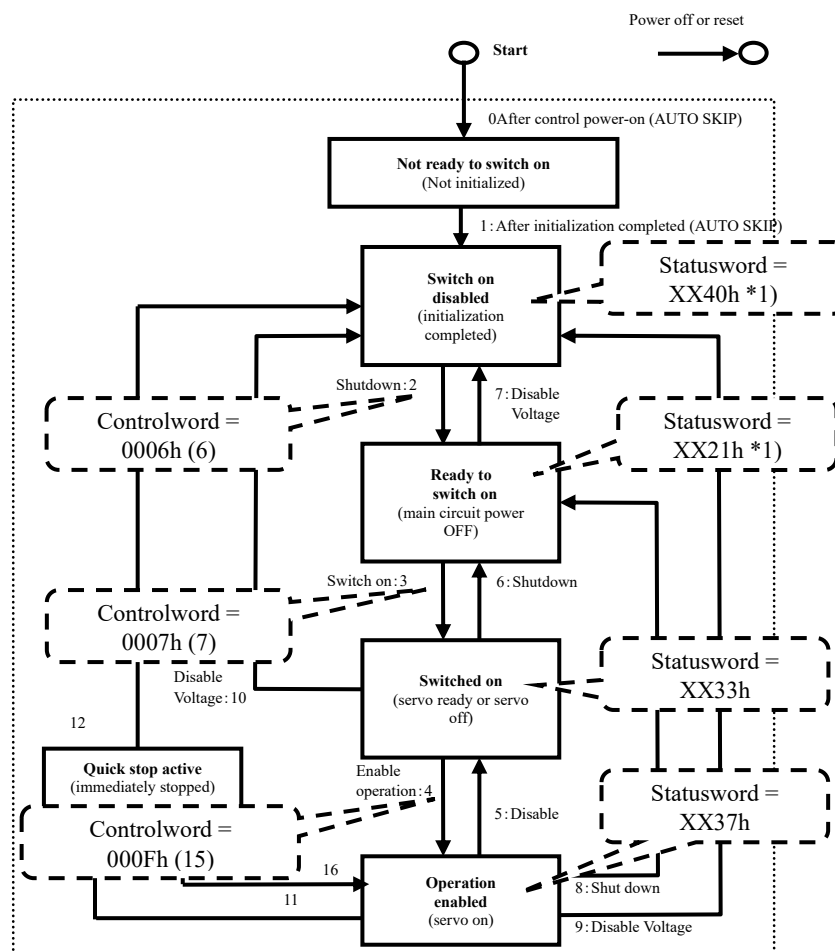 Power off or reset
Start
0After control power-on (AUTO SKIP)
Not ready to switch on
(Not initialized)
1:After initialization completed (AUTO SKIP)
Switch on
disabled
(initialization
completed)
Statusword =
XX40h *1)
Shutdown:2
7:Disable
Voltage
Controlword =
0006h (6)
Statusword =
XX21h *1)
Ready to
switch on
(main circuit power
OFF)
Switch on:3
6:Shutdown
Controlword =
0007h (7)
Disable
Voltage:10
Switched on
(servo ready or servo
off)
Statusword =
XX33h
12
Quick stop active
(immediately stopped)
Enable
operation:4
5:Disable
Controlword =
000Fh (15)
Statusword =
XX37h
16
11
Operation
enabled
(servo on)
8:Shut down
9:Disable Voltage